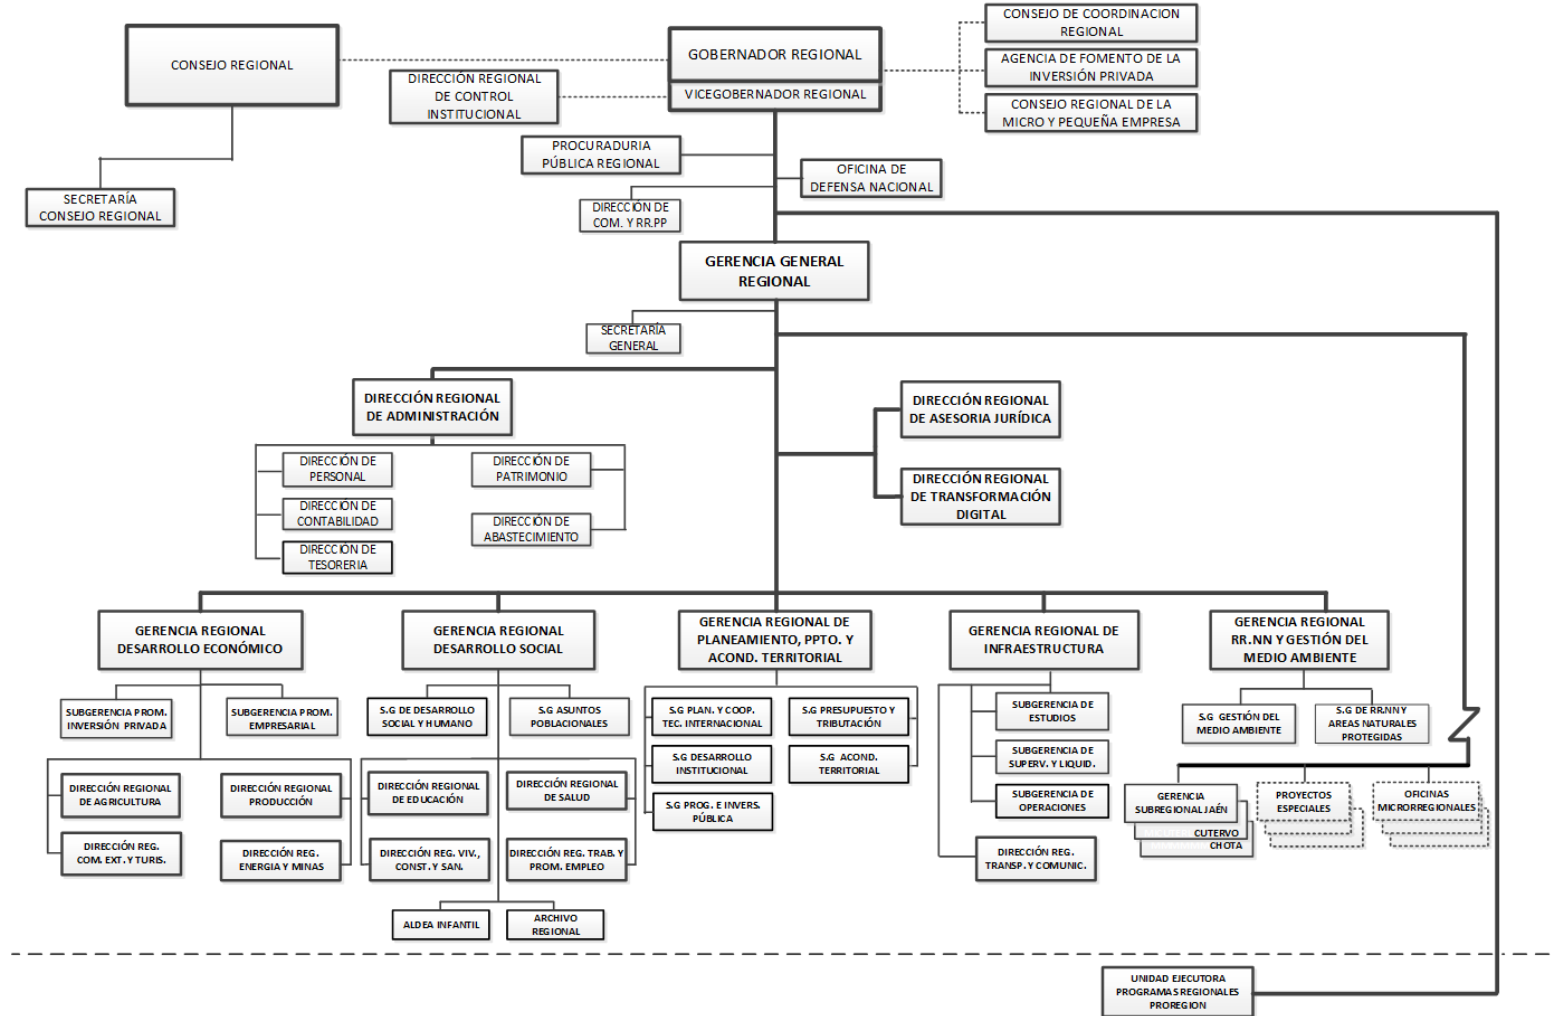 CONSEJO REGIONAL
GOBERNADOR REGIONAL
VICEGOBERNADOR REGIONAL
CONSEJO DE COORDINACION
REGIONAL
AGENCIA DE FOMENTO DE LA
INVERSIÓN PRIVADA
CONSEJO REGIONAL DE LA
MICRO Y PEQUEÑA EMPRESA
DIRECCIÓN REGIONAL
DE CONTROL
INSTITUCIONAL
PROCURADURIA
PÚBLICA REGIONAL
OFICINA DE
DEFENSA NACIONAL
SECRETARÍA
CONSEJO REGIONAL
DIRECCIÓN DE
COM. Y RR.PP
GERENCIA GENERAL
REGIONAL
SECRETARÍA
GENERAL
DIRECCIÓN REGIONAL
DE ADMINISTRACIÓN
DIRECCIÓN REGIONAL
DE ASESORIA JURÍDICA
DIRECCIÓN REGIONAL
DE TRANSFORMACIÓN
DIGITAL
DIRECCIÓN DE
PERSONAL
DIRECCIÓN DE
PATRIMONIO
DIRECCIÓN DE
CONTABILIDAD
DIRECCIÓN DE
ABASTECIMIENTO
DIRECCIÓN DE
TESORERIA
GERENCIA REGIONAL
DESARROLLO ECONÓMICO
GERENCIA REGIONAL
DESARROLLO SOCIAL
GERENCIA REGIONAL DE
PLANEAMIENTO, PPTO. Y
ACOND. TERRITORIAL
GERENCIA REGIONAL DE
INFRAESTRUCTURA
GERENCIA REGIONAL
RR.NN Y GESTIÓN DEL
MEDIO AMBIENTE
SUBGERENCIA PROM.
INVERSIÓN PRIVADA
SUBGERENCIA PROM.
EMPRESARIAL
DIRECCIÓN REGIONAL
DE AGRICULTURA
DIRECCIÓN REGIONAL
PRODUCCIÓN
DIRECCIÓN REG.
COM. EXT. Y TURIS.
DIRECCIÓN REG.
ENERGIA Y MINAS
S.G DE DESARROLLO
SOCIAL Y HUMANO
S.G ASUNTOS
POBLACIONALES
DIRECCIÓN REGIONAL
DE EDUCACIÓN
DIRECCIÓN REGIONAL
DE SALUD
DIRECCIÓN REG. VIV.,
CONST. Y SAN.
DIRECCIÓN REG. TRAB. Y
PROM. EMPLEO
ALDEA INFANTIL
ARCHIVO
REGIONAL
S.G PLAN. Y COOP.
TEC. INTERNACIONAL
S.G PRESUPUESTO Y
TRIBUTACIÓN
S.G DESARROLLO
INSTITUCIONAL
S.G ACOND.
TERRITORIAL
S.G PROG. E INVERS.
PÚBLICA
SUBGERENCIA DE
ESTUDIOS
SUBGERENCIA DE
SUPERV. Y LIQUID.
SUBGERENCIA DE
OPERACIONES
DIRECCIÓN REG.
TRANSP. Y COMUNIC.
S.G GESTIÓN DEL
MEDIO AMBIENTE
S.G DE RR.NN Y
AREAS NATURALES
PROTEGIDAS
GERENCIA
SUBREGIONAL JAÉN
CUTERVO
CHOTA
PROYECTOS
ESPECIALES
OFICINAS
MICRORREGIONALES
UNIDAD EJECUTORA
PROGRAMAS REGIONALES
PROREGION